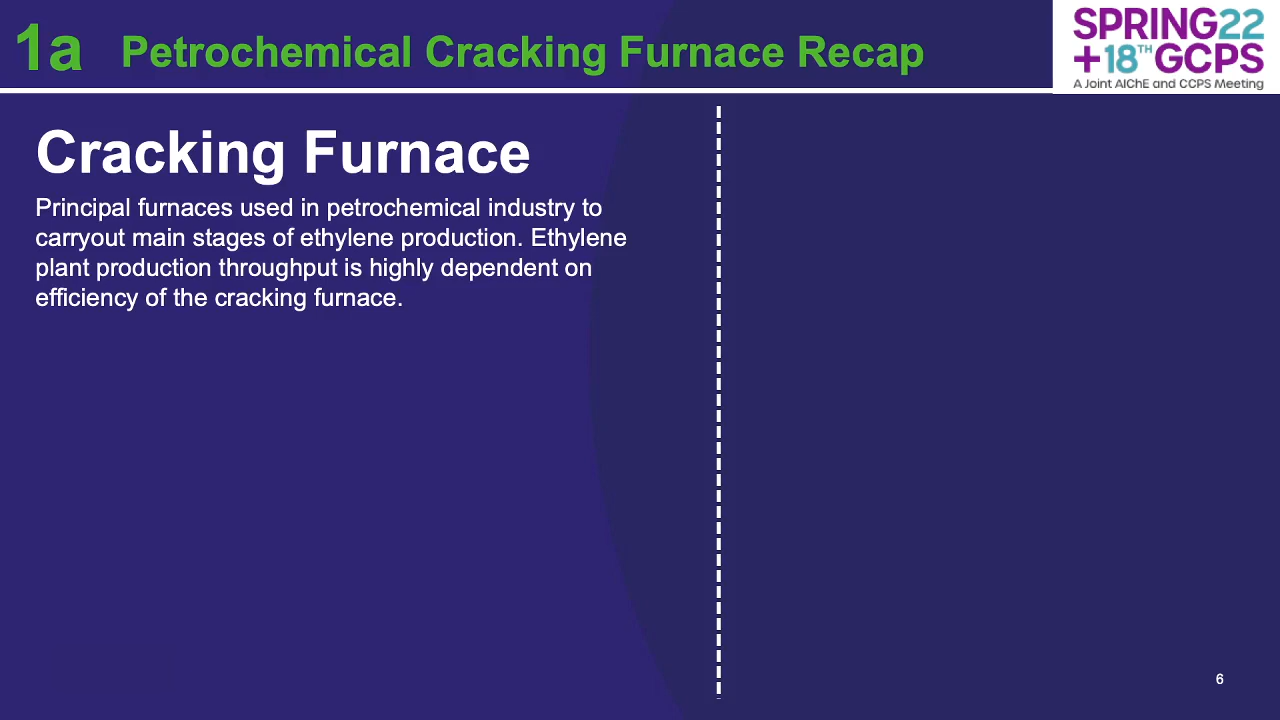 1a Petrochemical Cracking Furnace Recap
SPRING22
+18TH GCPS
A Joint AIChE and CCPS Meeting
Cracking Furnace
Principal furnaces used in petrochemical industry to
carryout main stages of ethylene production. Ethylene
plant production throughput is highly dependent on
efficiency of the cracking furnace.
6